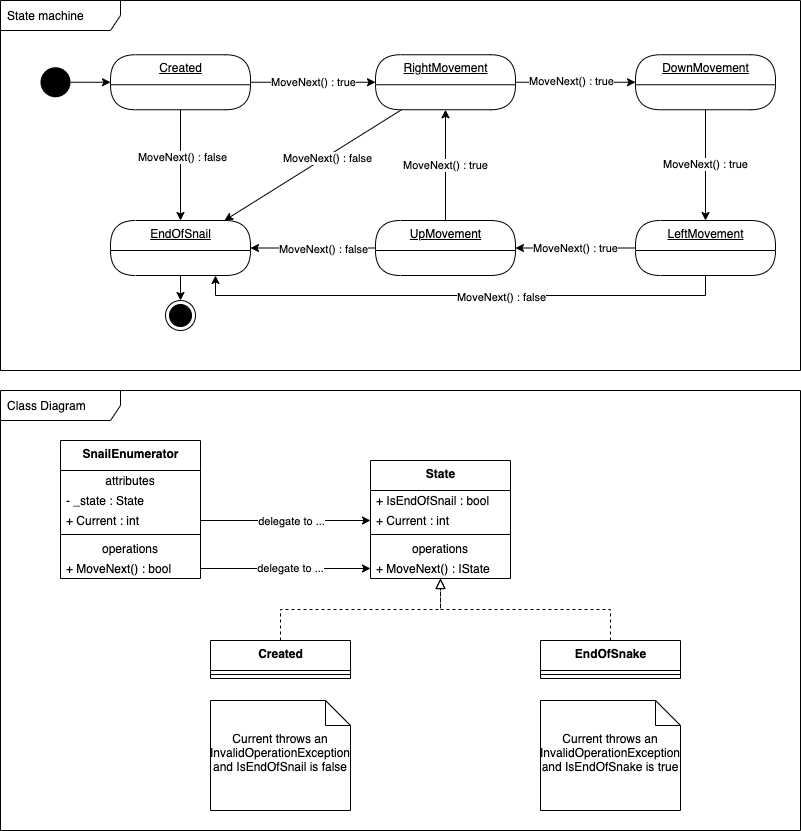 State machine
Created
MoveNext() : true
RightMovement
MoveNext() : true
DownMovement
MoveNext() : false
MoveNext() : false
MoveNext() : true
MoveNext() : true
EndOfSnail
MoveNext() : false
UpMovement
MoveNext() : true
LeftMovement
MoveNext() : false
Class Diagram
SnailEnumerator
attributes
- _state : State
+ Current : int
operations
+ MoveNext() : bool
delegate to ...
delegate to ...
State
+ IsEndOfSnail : bool
+ Current : int
operations
+ MoveNext() : IState
Created
EndOfSnake
Current throws an
InvalidOperationException
and IsEndOfSnail is false
Current throws an
InvalidOperationException
and IsEndOfSnake is true